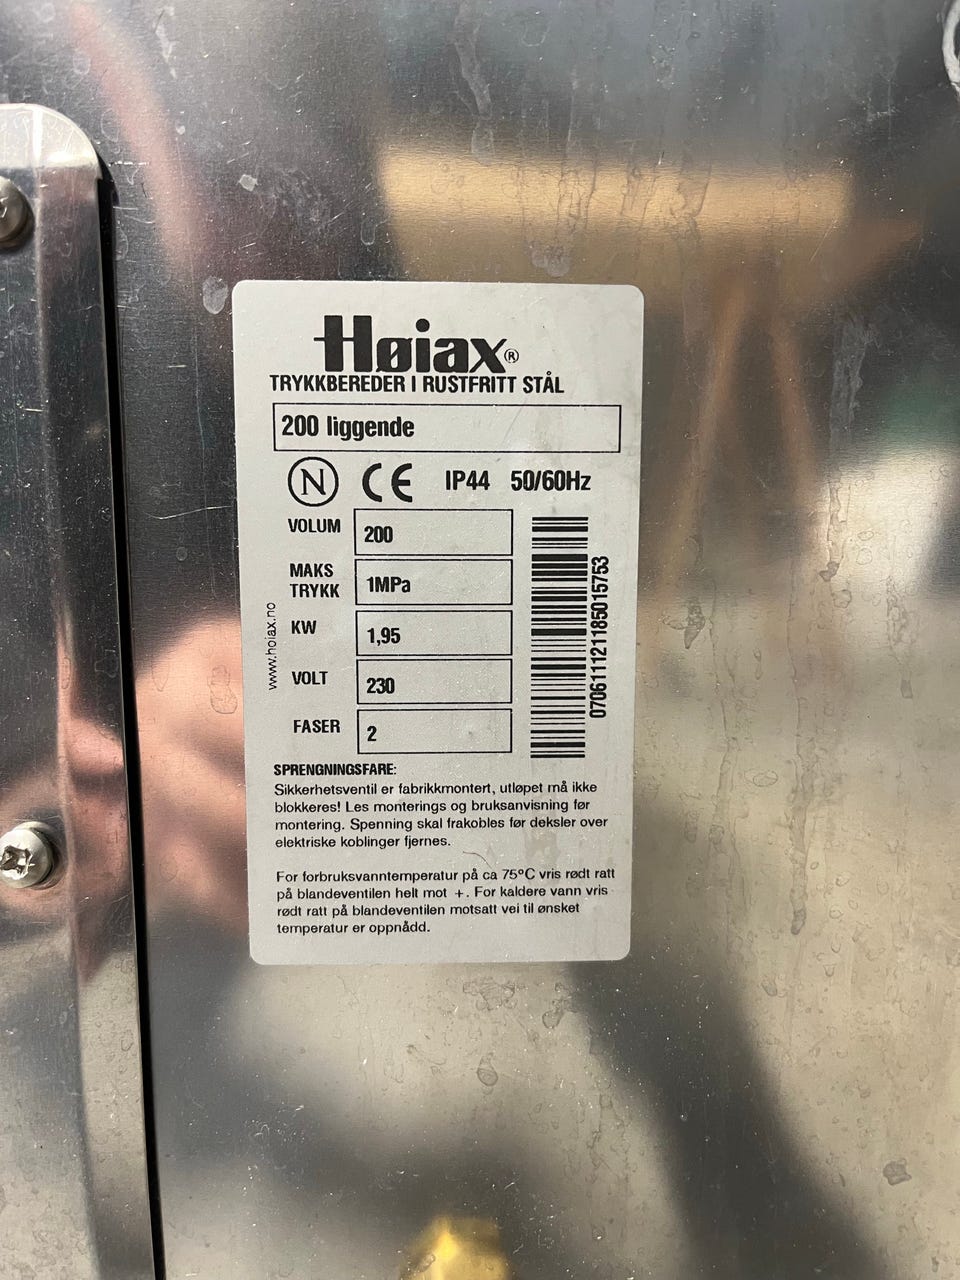 Høiax®
TRYKKBEREDER I RUSTFRITT STÅL
200 liggende
N CE IP44 50/60Hz
VOLUM 200
MAKS TRYKK 1MPa
KW 1,95
VOLT 230
FASER 2
www.hoiax.no
070611121185015753
SPRENGNINGSFARE:
Sikkerhetsventil er fabrikkmontert, utløpet må ikke
blokkeres! Les monterings og bruksanvisning før
montering. Spenning skal frakobles før deksler over
elektriske koblinger fjernes.
For forbruksvanntemperatur på ca 75°C vris rødt ratt
på blandeventilen helt mot +. For kaldere vann vris
rødt ratt på blandeventilen motsatt vei til ønsket
temperatur er oppnådd.